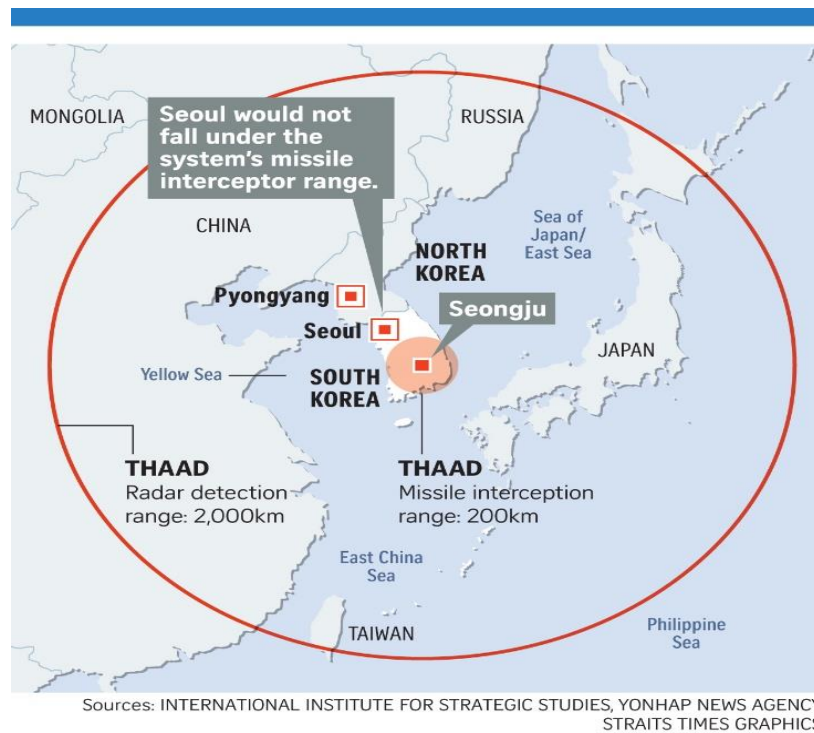 MONGOLIA
Seoul would not
fall under the
system's missile
interceptor range.
RUSSIA
CHINA
Sea of
Japan/
East Sea
NORTH
KOREA
Pyongyang
Seongju
Seoul
JAPAN
Yellow Sea
SOUTH
KOREA
THAAD
Radar detection
range: 2,000km
THAAD
Missile interception
range: 200km
East China
Sea
TAIWAN
Philippine
Sea
Sources: INTERNATIONAL INSTITUTE FOR STRATEGIC STUDIES, YONHAP NEWS AGENCY
STRAITS TIMES GRAPHICS